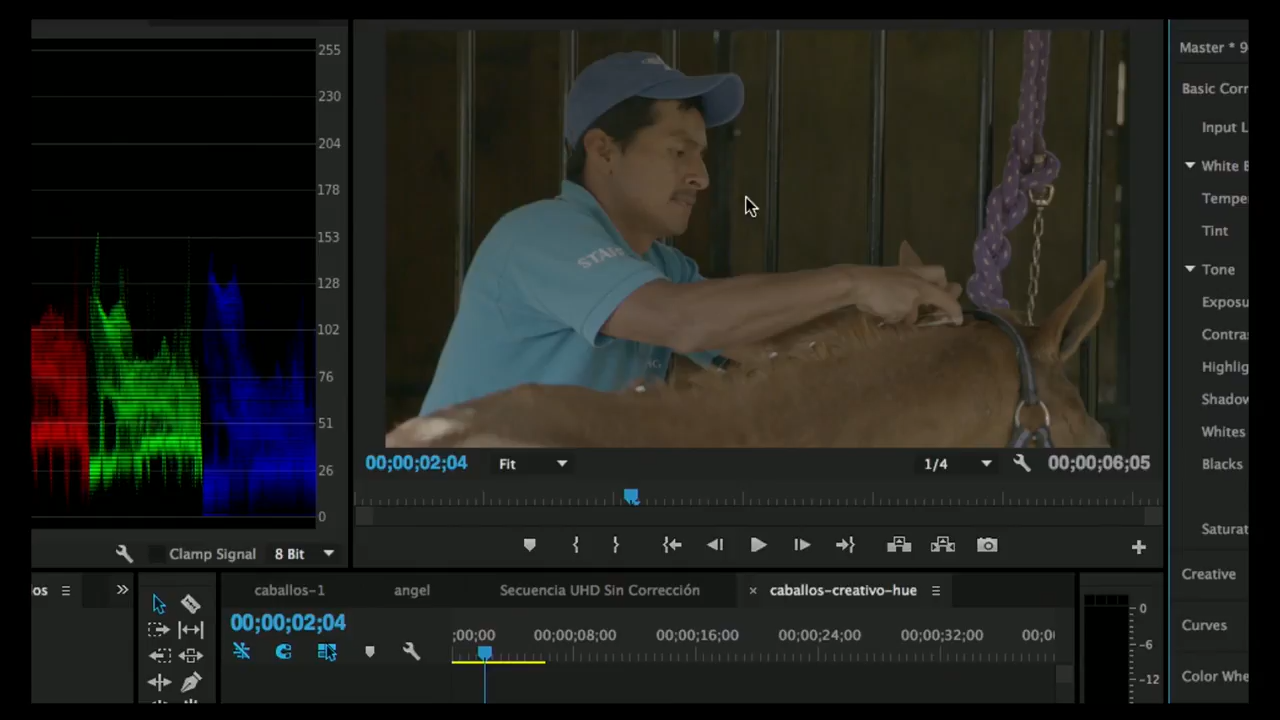 255
230
204
178
153
128
102
76
51
26
0
Clamp Signal 8 Bit
STAR
00;00;02;04 Fit 1/4 00;00;06;05
Master * 9
Basic Corr
Input L
White B
Tempe
Tint
Tone
Exposu
Contra
Highlig
Shadov
Whites
Blacks
Saturat
Creative
Curves
Color Whe
os
caballos-1 angel Secuencia UHD Sin Corrección × caballos-creativo-hue
00;00;02;04
;00;00 00;00;08;00 00;00;16;00 00;00;24;00 00;00;32;00 00;0
0
-6
-12